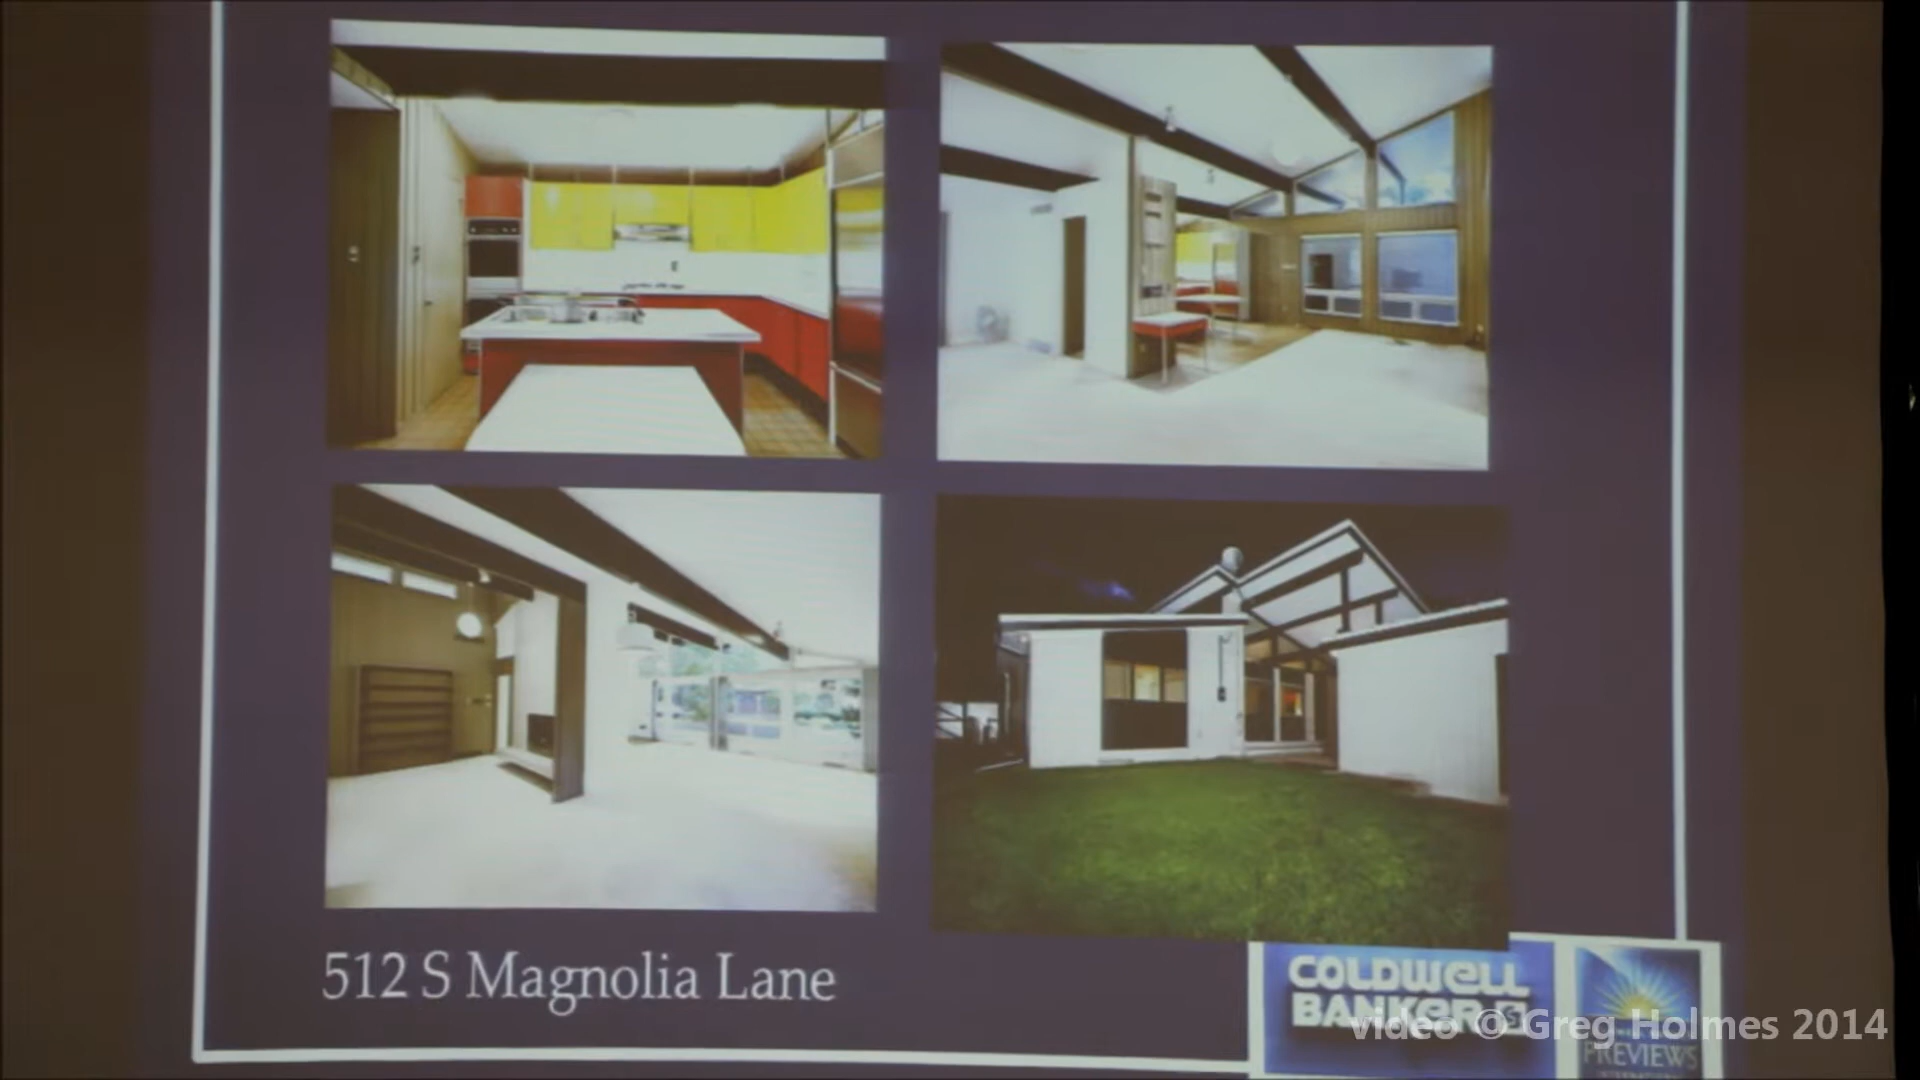 512 S Magnolia Lane
COLDWELL
BANKER
video © Greg Holmes 2014
PREVIEWS